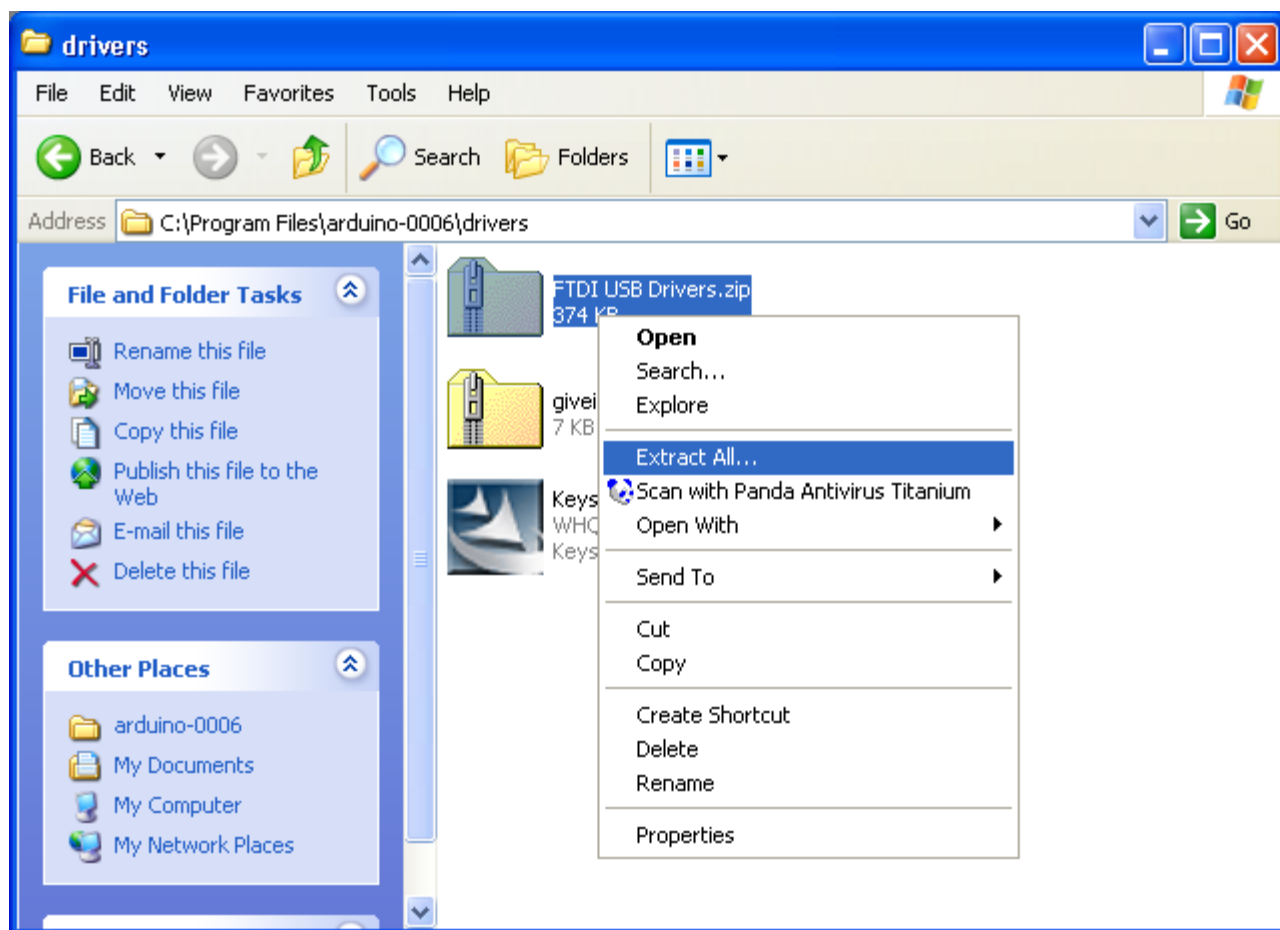 drivers
File Edit View Favorites Tools Help
Back Search Folders
Address C:\Program Files\arduino-0006\drivers Go
File and Folder Tasks
Rename this file
Move this file
Copy this file
Publish this file to the
Web
E-mail this file
Delete this file
Other Places
arduino-0006
My Documents
My Computer
My Network Places
FTDI USB Drivers.zip
374 KB
givei
7 KB
Keys
WHQ
Keys
Open
Search...
Explore
Extract All...
Scan with Panda Antivirus Titanium
Open With
Send To
Cut
Copy
Create Shortcut
Delete
Rename
Properties